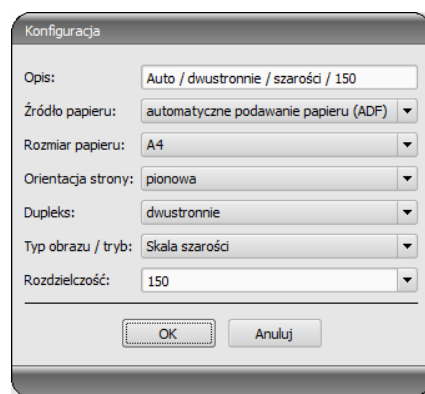 Konfiguracja
Opis: Auto / dwustronnie / szarości / 150
Źródło papieru: automatyczne podawanie papieru (ADF)
Rozmiar papieru: A4
Orientacja strony: pionowa
Dupleks: dwustronnie
Typ obrazu / tryb: Skala szarości
Rozdzielczość: 150
OK Anuluj